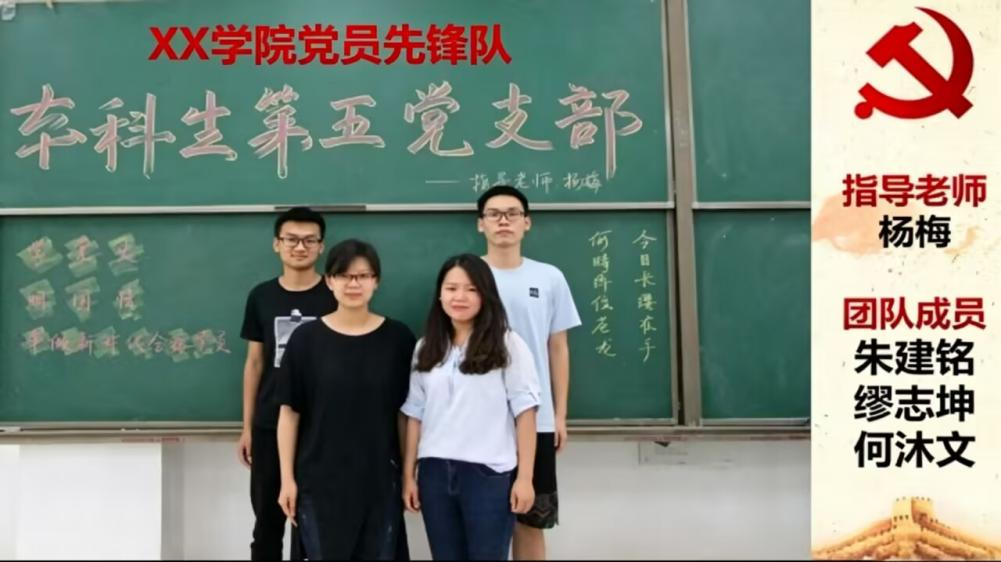 XX学院党员先锋队
本科生第五党支部
——指导老师 杨梅
今日长缨在手
何时缚住苍龙
指导老师
杨梅
团队成员
朱建铭
缪志坤
何沐文